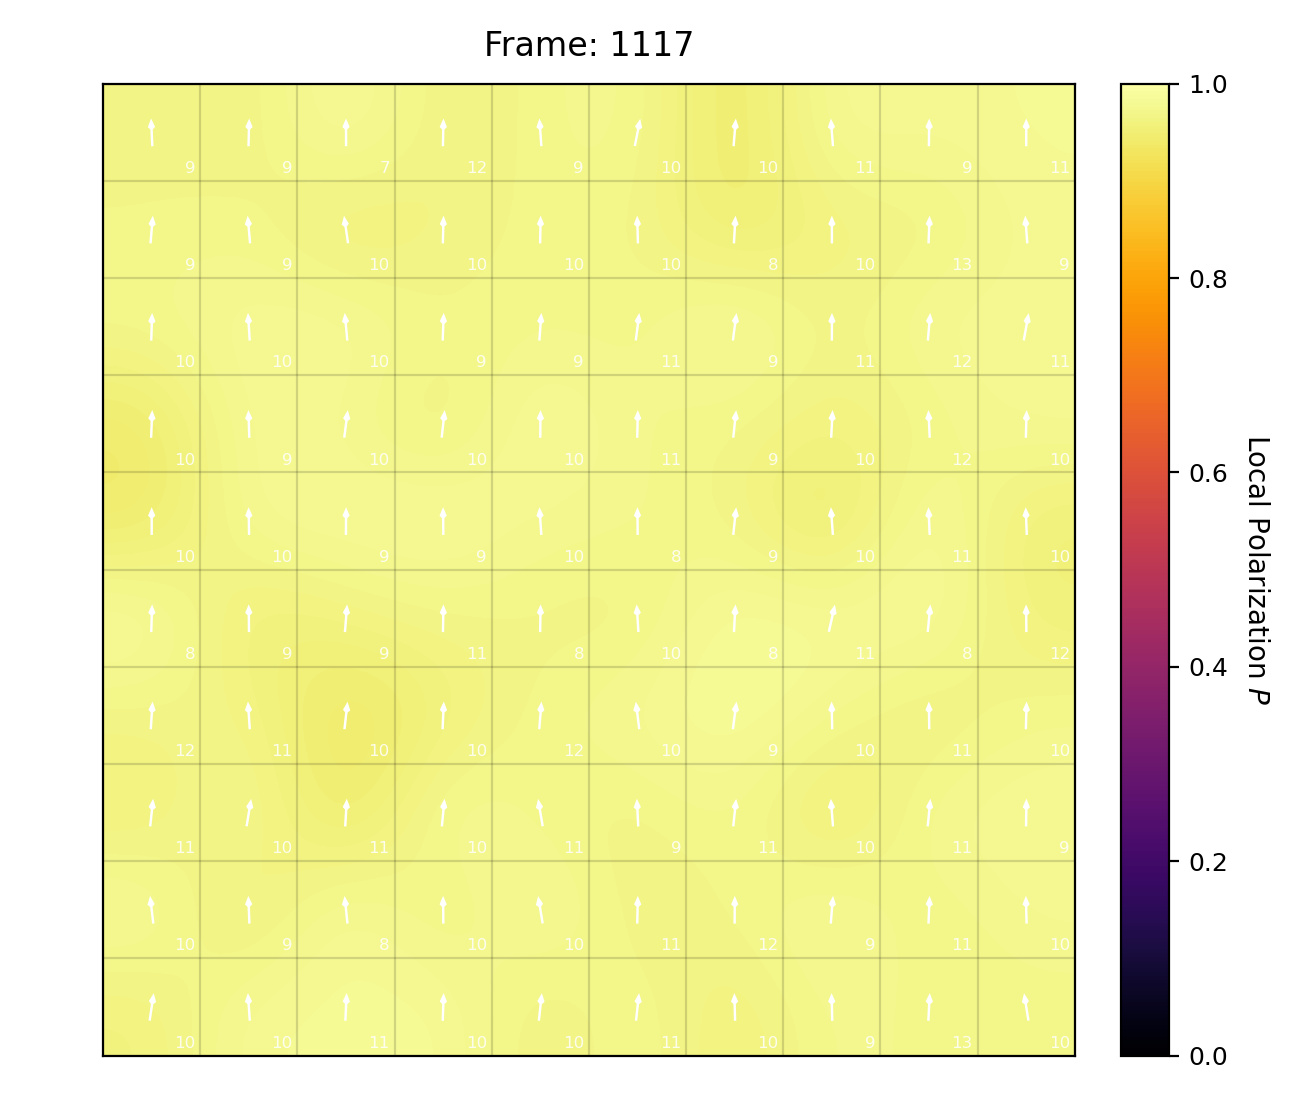 Frame: 1117
9 9 7 12 9 10 10 11 9 11
9 9 10 10 10 10 8 10 13 9
10 10 10 9 9 11 9 11 12 11
10 9 10 10 10 11 9 10 12 10
10 10 9 9 10 8 9 10 11 10
8 9 9 11 8 10 8 11 8 12
12 11 10 10 12 10 9 10 11 10
11 10 11 10 11 9 11 10 11 9
10 9 8 10 10 11 12 9 11 10
10 10 11 10 10 11 10 9 13 10
1.0
0.8
0.6
0.4
0.2
0.0
Local Polarization P